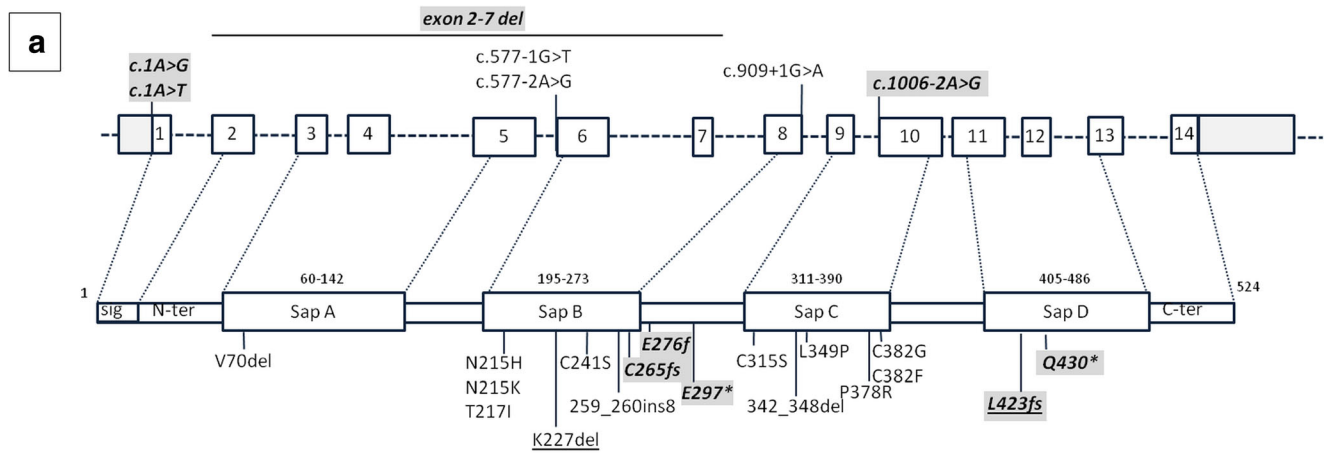 a
exon 2-7 del
c.1A>G
c.1A>T
c.577-1G>T
c.577-2A>G
c.909+1G>A
c.1006-2A>G
1 2 3 4 5 6 7 8 9 10 11 12 13 14
60-142 195-273 311-390 405-486
1 524
sig N-ter Sap A Sap B Sap C Sap D C-ter
V70del
N215H
N215K
T217I
K227del
C241S
259_260ins8
E276f
C265fs
E297*
C315S
342_348del
L349P
P378R
C382G
C382F
L423fs
Q430*